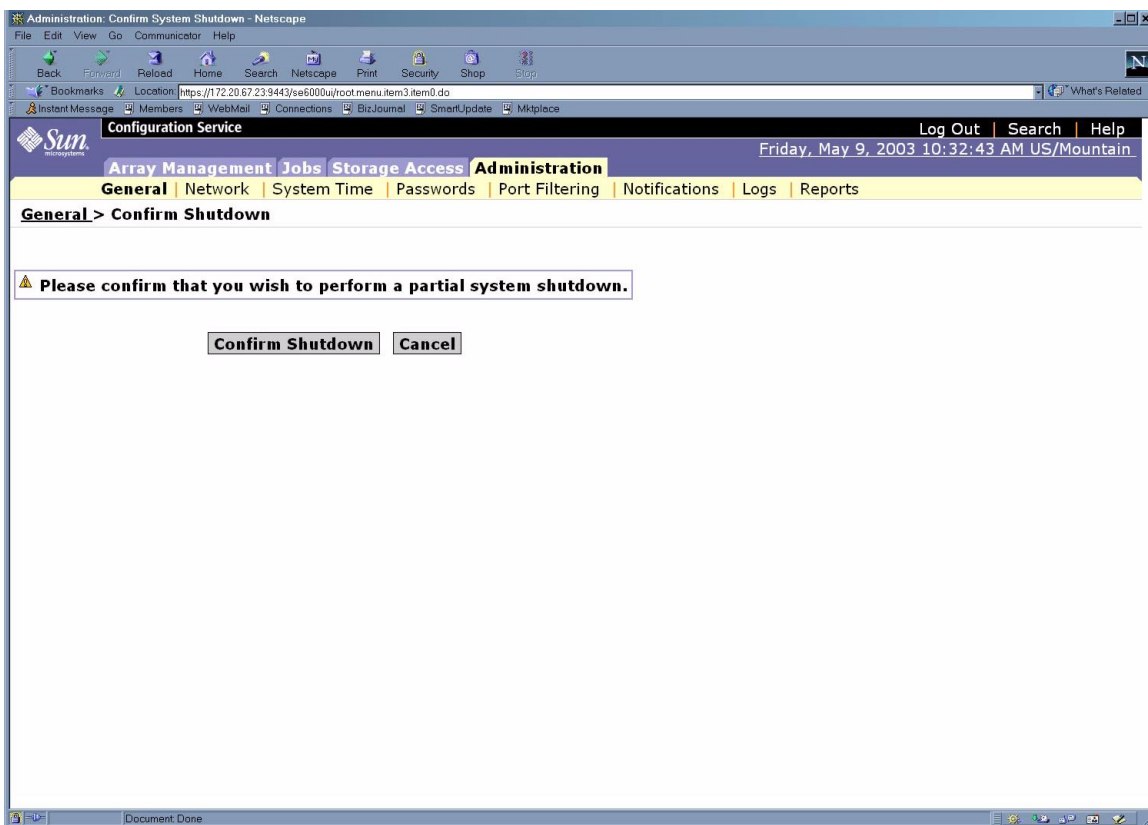 Administration: Confirm System Shutdown - Netscape
File Edit View Go Communicator Help
Back Forward Reload Home Search Netscape Print Security Shop Stop
Bookmarks Location: https://172.20.67.23:9443/se6000ui/root.menu.item3.item0.do What's Related
Instant Message Members WebMail Connections BizJournal SmartUpdate Mktplace
Sun microsystems
Configuration Service
Log Out | Search | Help
Friday, May 9, 2003 10:32:43 AM US/Mountain
Array Management Jobs Storage Access Administration
General | Network | System Time | Passwords | Port Filtering | Notifications | Logs | Reports
General > Confirm Shutdown
Please confirm that you wish to perform a partial system shutdown.
Confirm Shutdown Cancel
Document: Done